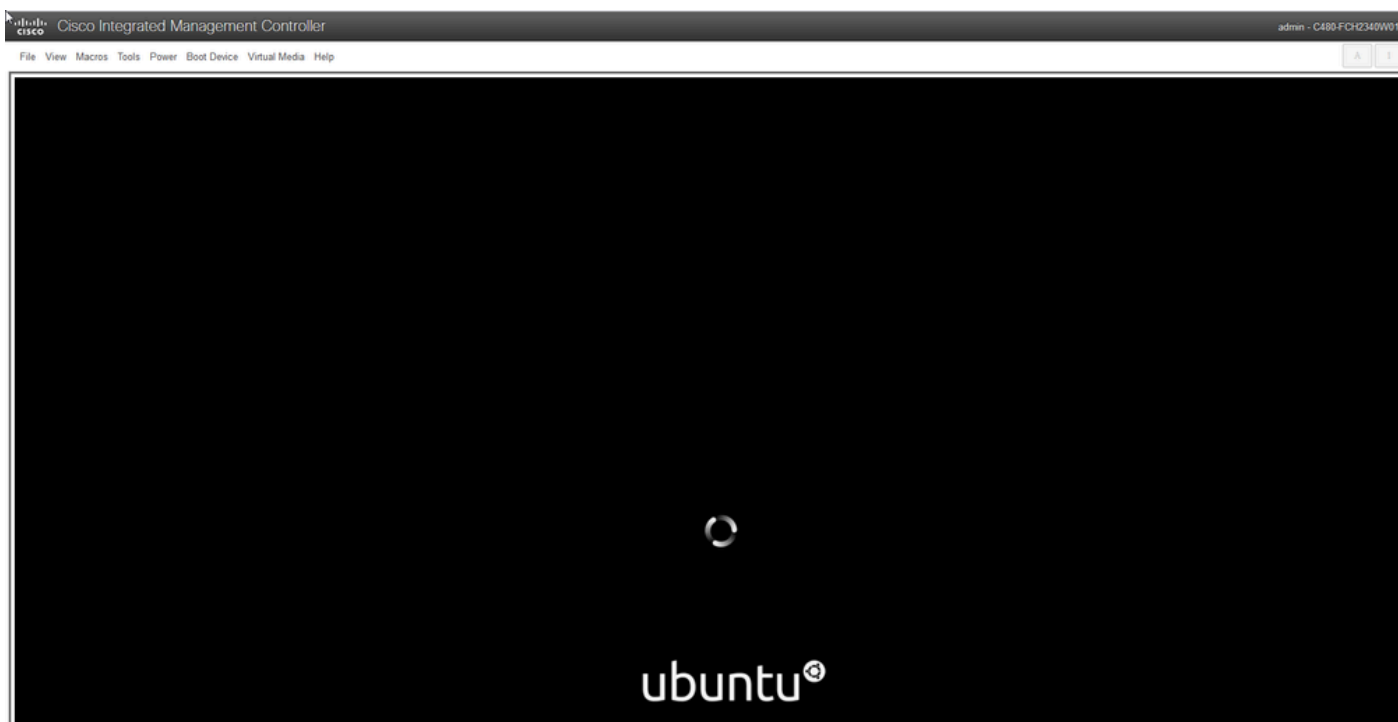 cisco Cisco Integrated Management Controller admin - C480-FCH2340W01
File View Macros Tools Power Boot Device Virtual Media Help A 1
ubuntu